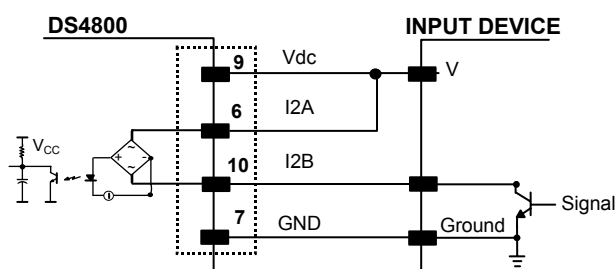 DS4800
INPUT DEVICE
9
Vdc
V
6
I2A
VCC
10
I2B
Signal
7
GND
Ground